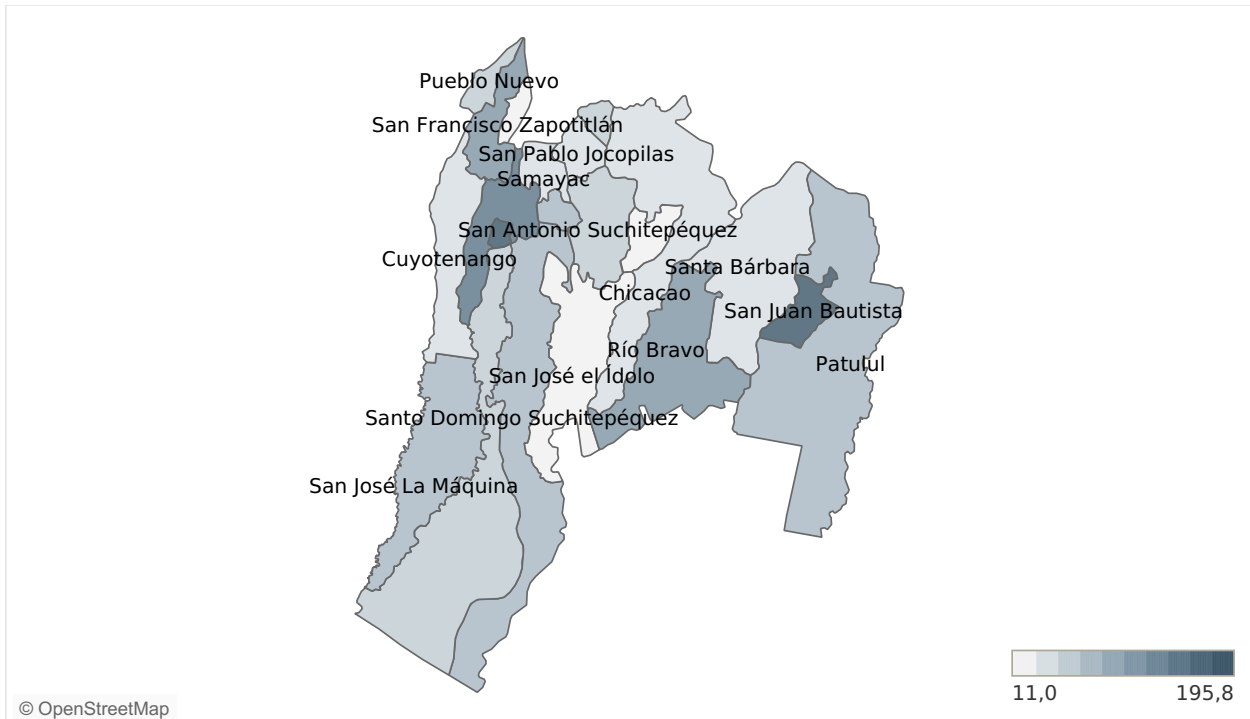 Pueblo Nuevo
San Francisco Zapotitlán
San Pablo Jocopilas
Samayac
San Antonio Suchitepéquez
Cuyotenango
Santa Bárbara
Chicacao
San Juan Bautista
Río Bravo
Patulul
San José el Ídolo
Santo Domingo Suchitepéquez
San José La Máquina
11,0
195,8
© OpenStreetMap